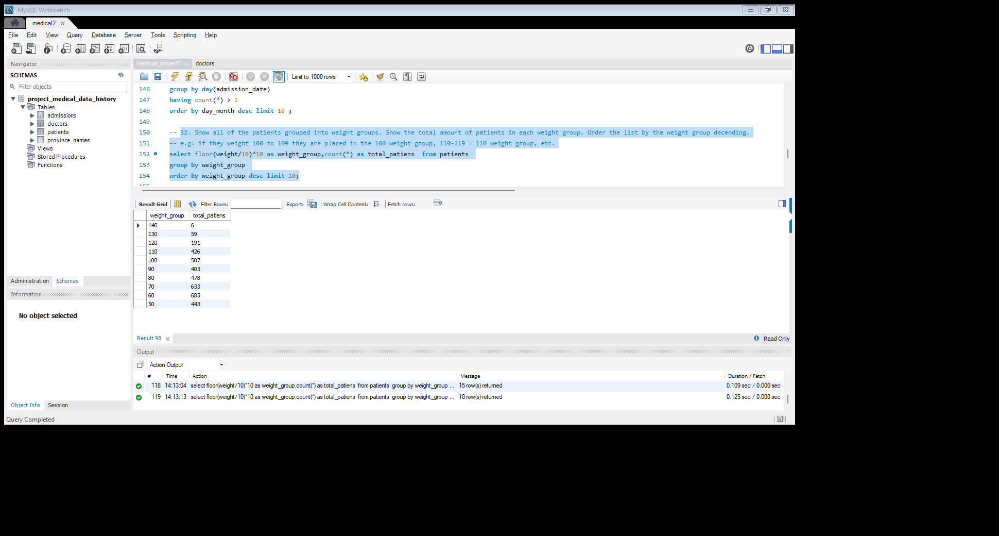 MySQL Workbench
medical2
File Edit View Query Database Server Tools Scripting Help
Navigator
SCHEMAS
Filter objects
project_medical_data_history
Tables
admissions
doctors
patients
province_names
Views
Stored Procedures
Functions
Administration Schemas
Information
No object selected
Object Info Session
medical_project* doctors
Limit to 1000 rows
146 group by day(admission_date)
147 having count(*) > 1
148 order by day_month desc limit 10 ;
149
150 -- 32. Show all of the patients grouped into weight groups. Show the total amount of patients in each weight group. Order the list by the weight group decending.
151 -- e.g. if they weight 100 to 109 they are placed in the 100 weight group, 110-119 = 110 weight group, etc.
152 select floor(weight/10)*10 as weight_group,count(*) as total_patiens  from patients
153 group by weight_group
154 order by weight_group desc limit 10;
Result Grid Filter Rows: Export: Wrap Cell Content: Fetch rows:
weight_group total_patiens
140 6
130 59
120 191
110 426
100 507
90 403
80 478
70 633
60 685
50 443
Result 98 Read Only
Output
Action Output
# Time Action Message Duration / Fetch
118 14:13:04 select floor(weight/10)*10 as weight_group,count(*) as total_patiens  from patients  group by weight_group ... 15 row(s) returned 0.109 sec / 0.000 sec
119 14:13:13 select floor(weight/10)*10 as weight_group,count(*) as total_patiens  from patients  group by weight_group ... 10 row(s) returned 0.125 sec / 0.000 sec
Query Completed